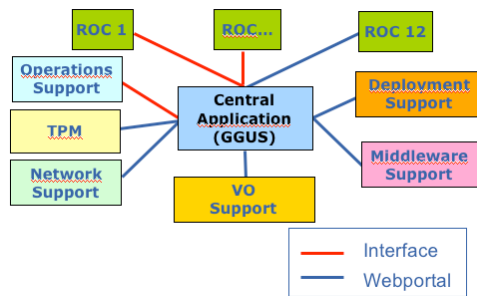 ROC 1
ROC...
ROC 12
Operations
Support
Central
Application
(GGUS)
Deployment
Support
TPM
Network
Support
VO
Support
Middleware
Support
Interface
Webportal